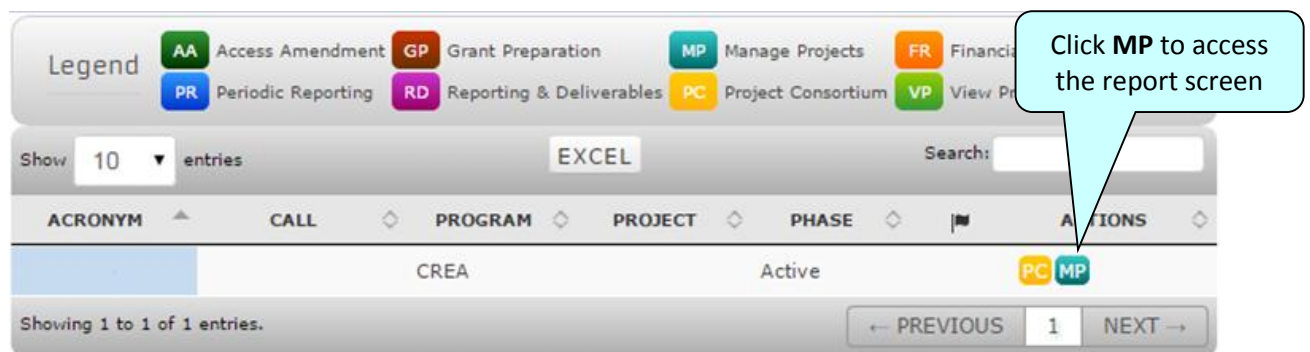 Legend AA Access Amendment GP Grant Preparation MP Manage Projects FR
PR Periodic Reporting RD Reporting & Deliverables PC Project Consortium VP View
Click MP to access
the report screen
Show 10 entries EXCEL Search:
ACRONYM CALL PROGRAM PROJECT PHASE
CREA Active PC MP
Showing 1 to 1 of 1 entries. ← PREVIOUS 1 NEXT →